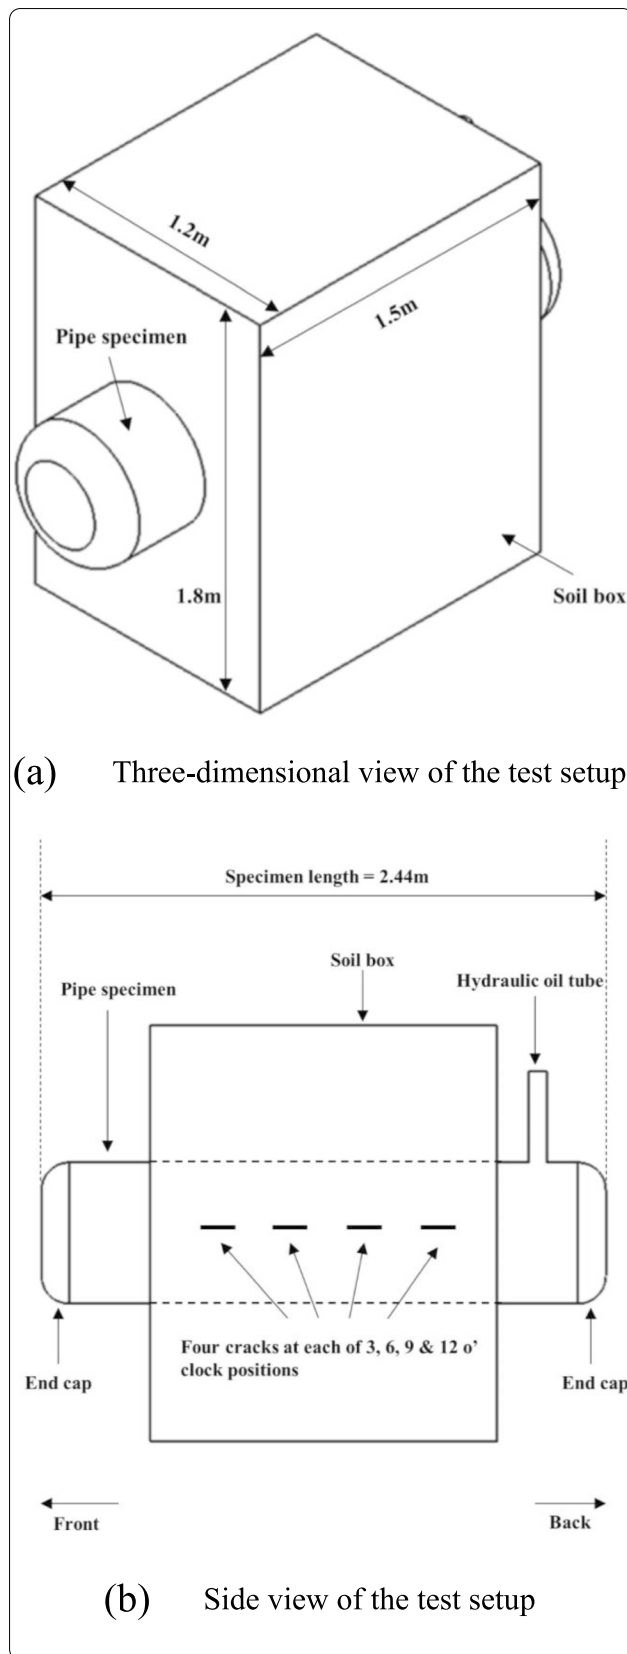 1.2m
1.5m
Pipe specimen
1.8m
Soil box
(a) Three-dimensional view of the test setup
Specimen length = 2.44m
Soil box
Hydraulic oil tube
Pipe specimen
Four cracks at each of 3, 6, 9 & 12 o'
clock positions
End cap
End cap
Front
Back
(b) Side view of the test setup